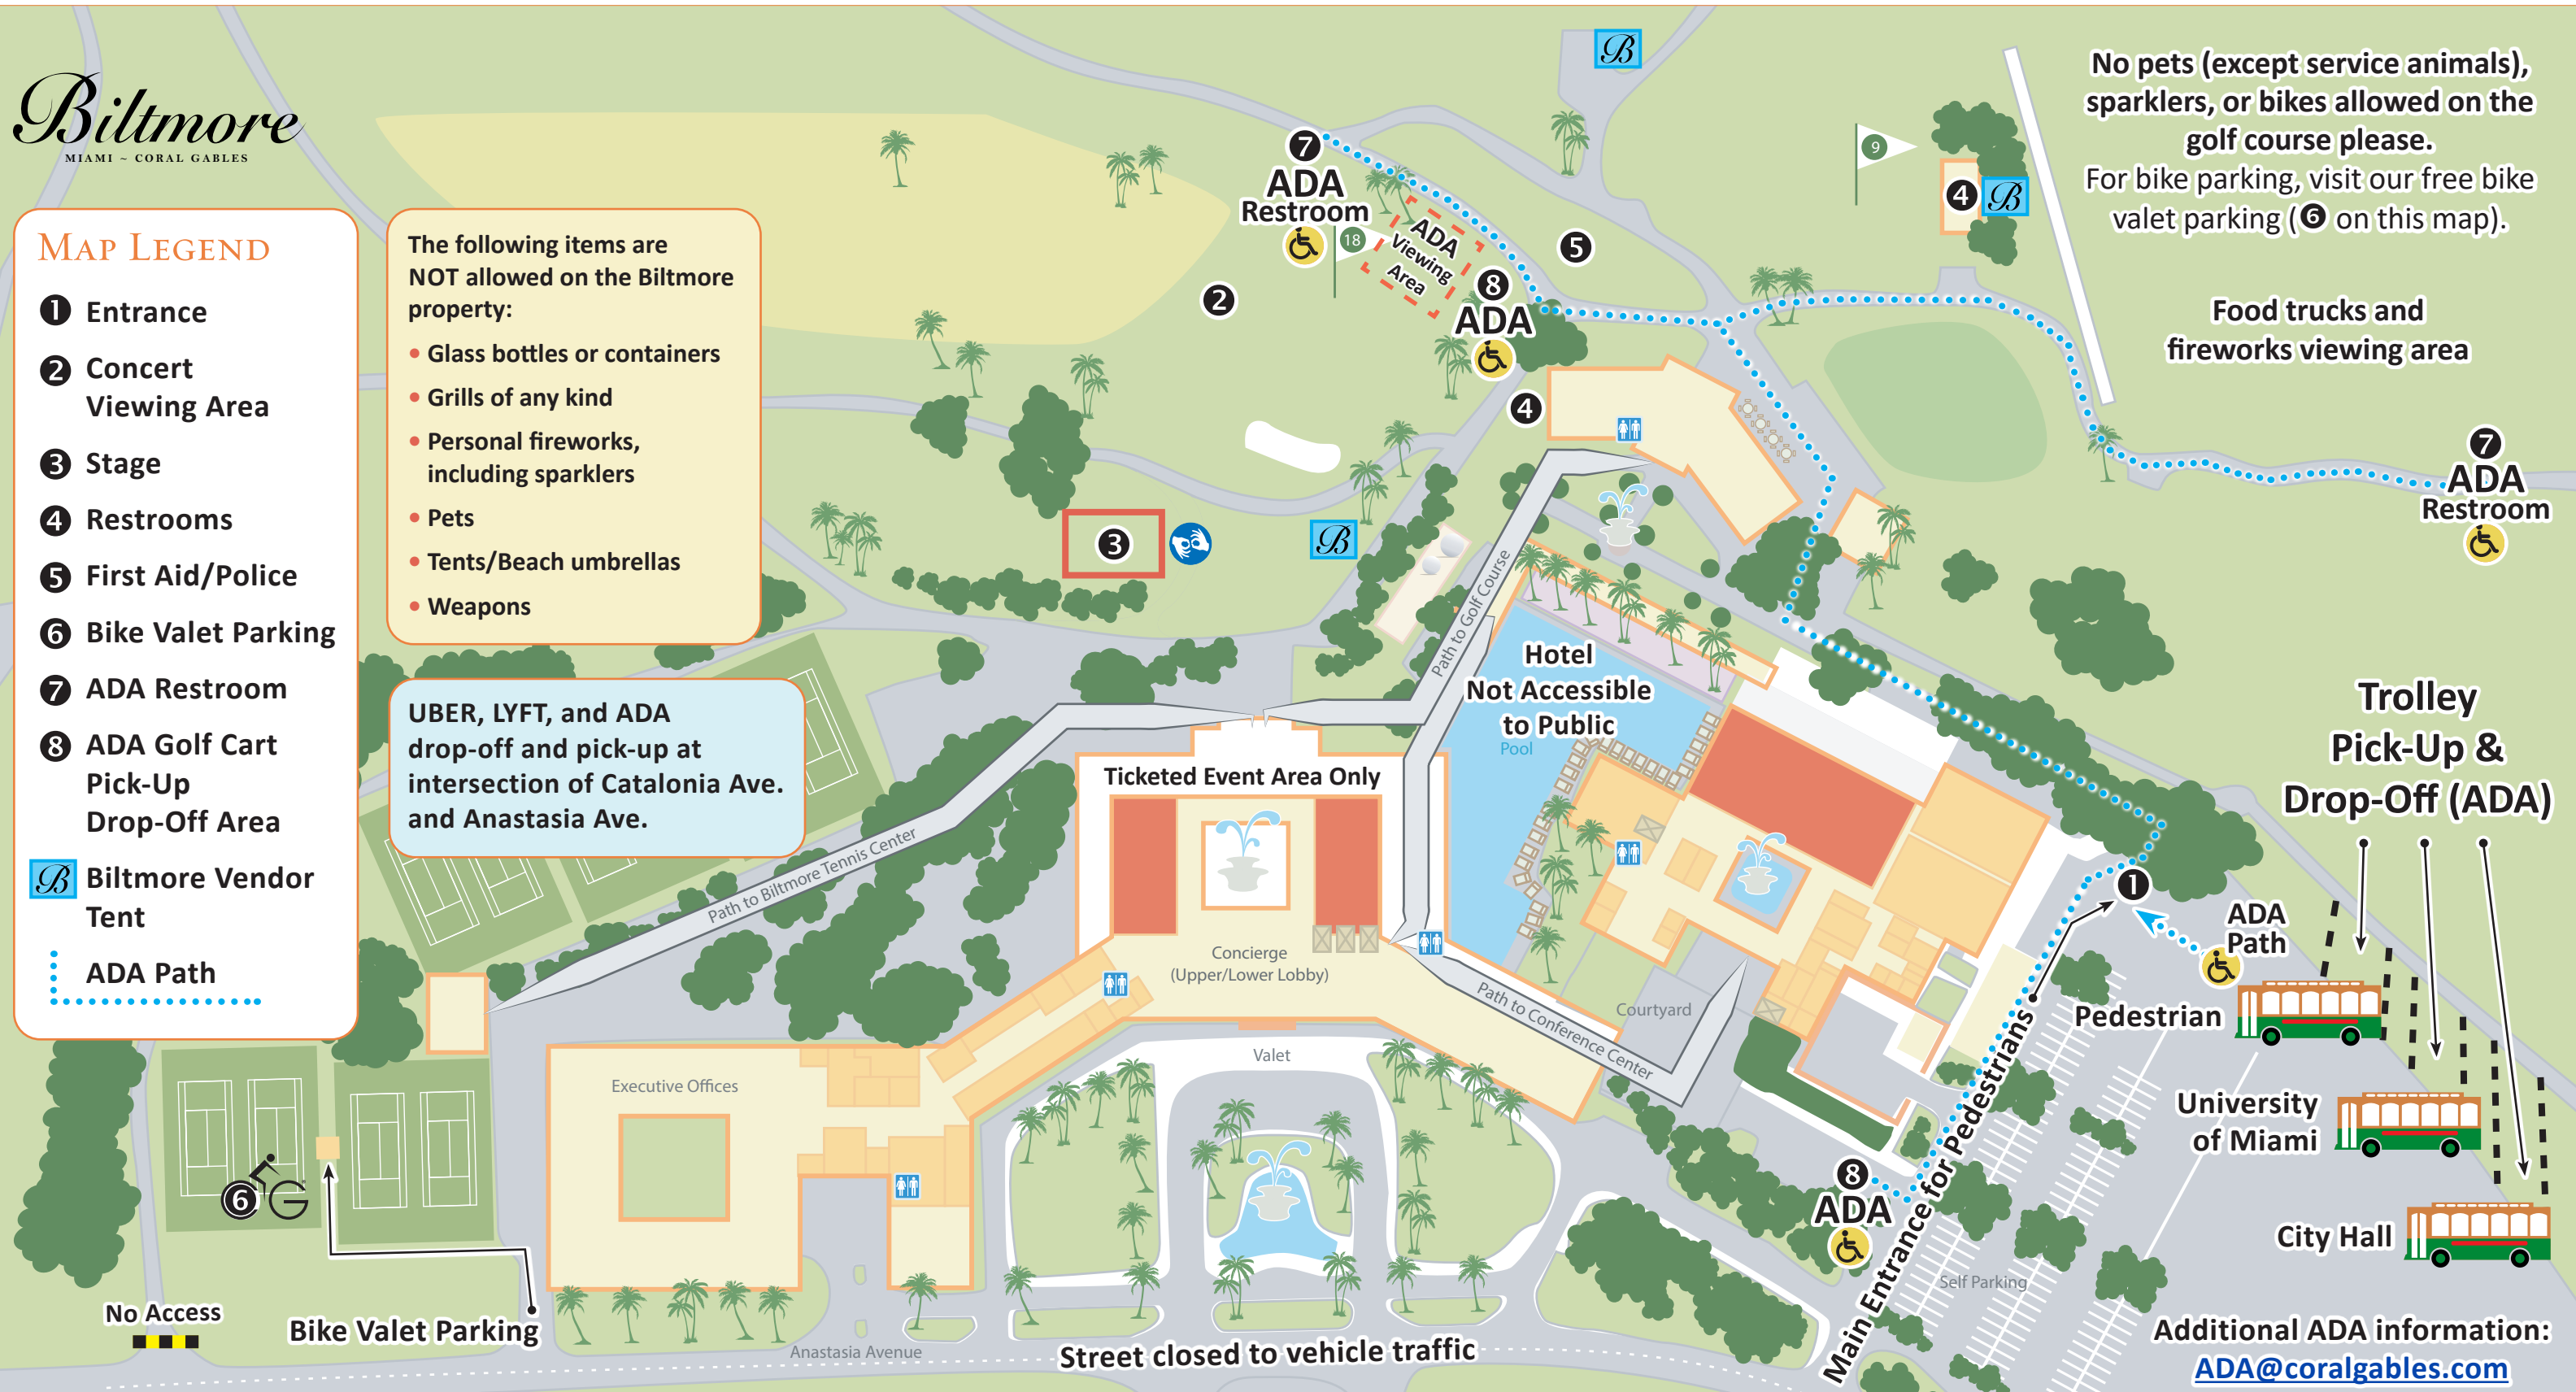 Biltmore
MIAMI ~ CORAL GABLES
MAP LEGEND
1 Entrance
2 Concert
Viewing Area
3 Stage
4 Restrooms
5 First Aid/Police
6 Bike Valet Parking
7 ADA Restroom
8 ADA Golf Cart
Pick-Up
Drop-Off Area
B Biltmore Vendor
Tent
ADA Path
The following items are
NOT allowed on the Biltmore
property:
• Glass bottles or containers
• Grills of any kind
• Personal fireworks,
including sparklers
• Pets
• Tents/Beach umbrellas
• Weapons
UBER, LYFT, and ADA
drop-off and pick-up at
intersection of Catalonia Ave.
and Anastasia Ave.
B
7
ADA
Restroom
18
ADA
Viewing
Area
2
5
8
ADA
4
9
4
B
No pets (except service animals),
sparklers, or bikes allowed on the
golf course please.
For bike parking, visit our free bike
valet parking (6 on this map).
Food trucks and
fireworks viewing area
7
ADA
Restroom
3
B
Path to Golf Course
Hotel
Not Accessible
to Public
Pool
Ticketed Event Area Only
Path to Biltmore Tennis Center
Concierge
(Upper/Lower Lobby)
Path to Conference Center
Courtyard
Trolley
Pick-Up &
Drop-Off (ADA)
1
ADA
Path
Pedestrian
University
of Miami
City Hall
Executive Offices
Valet
8
ADA
Main Entrance for Pedestrians
Self Parking
6
G
No Access
Bike Valet Parking
Anastasia Avenue
Street closed to vehicle traffic
Additional ADA information:
ADA@coralgables.com